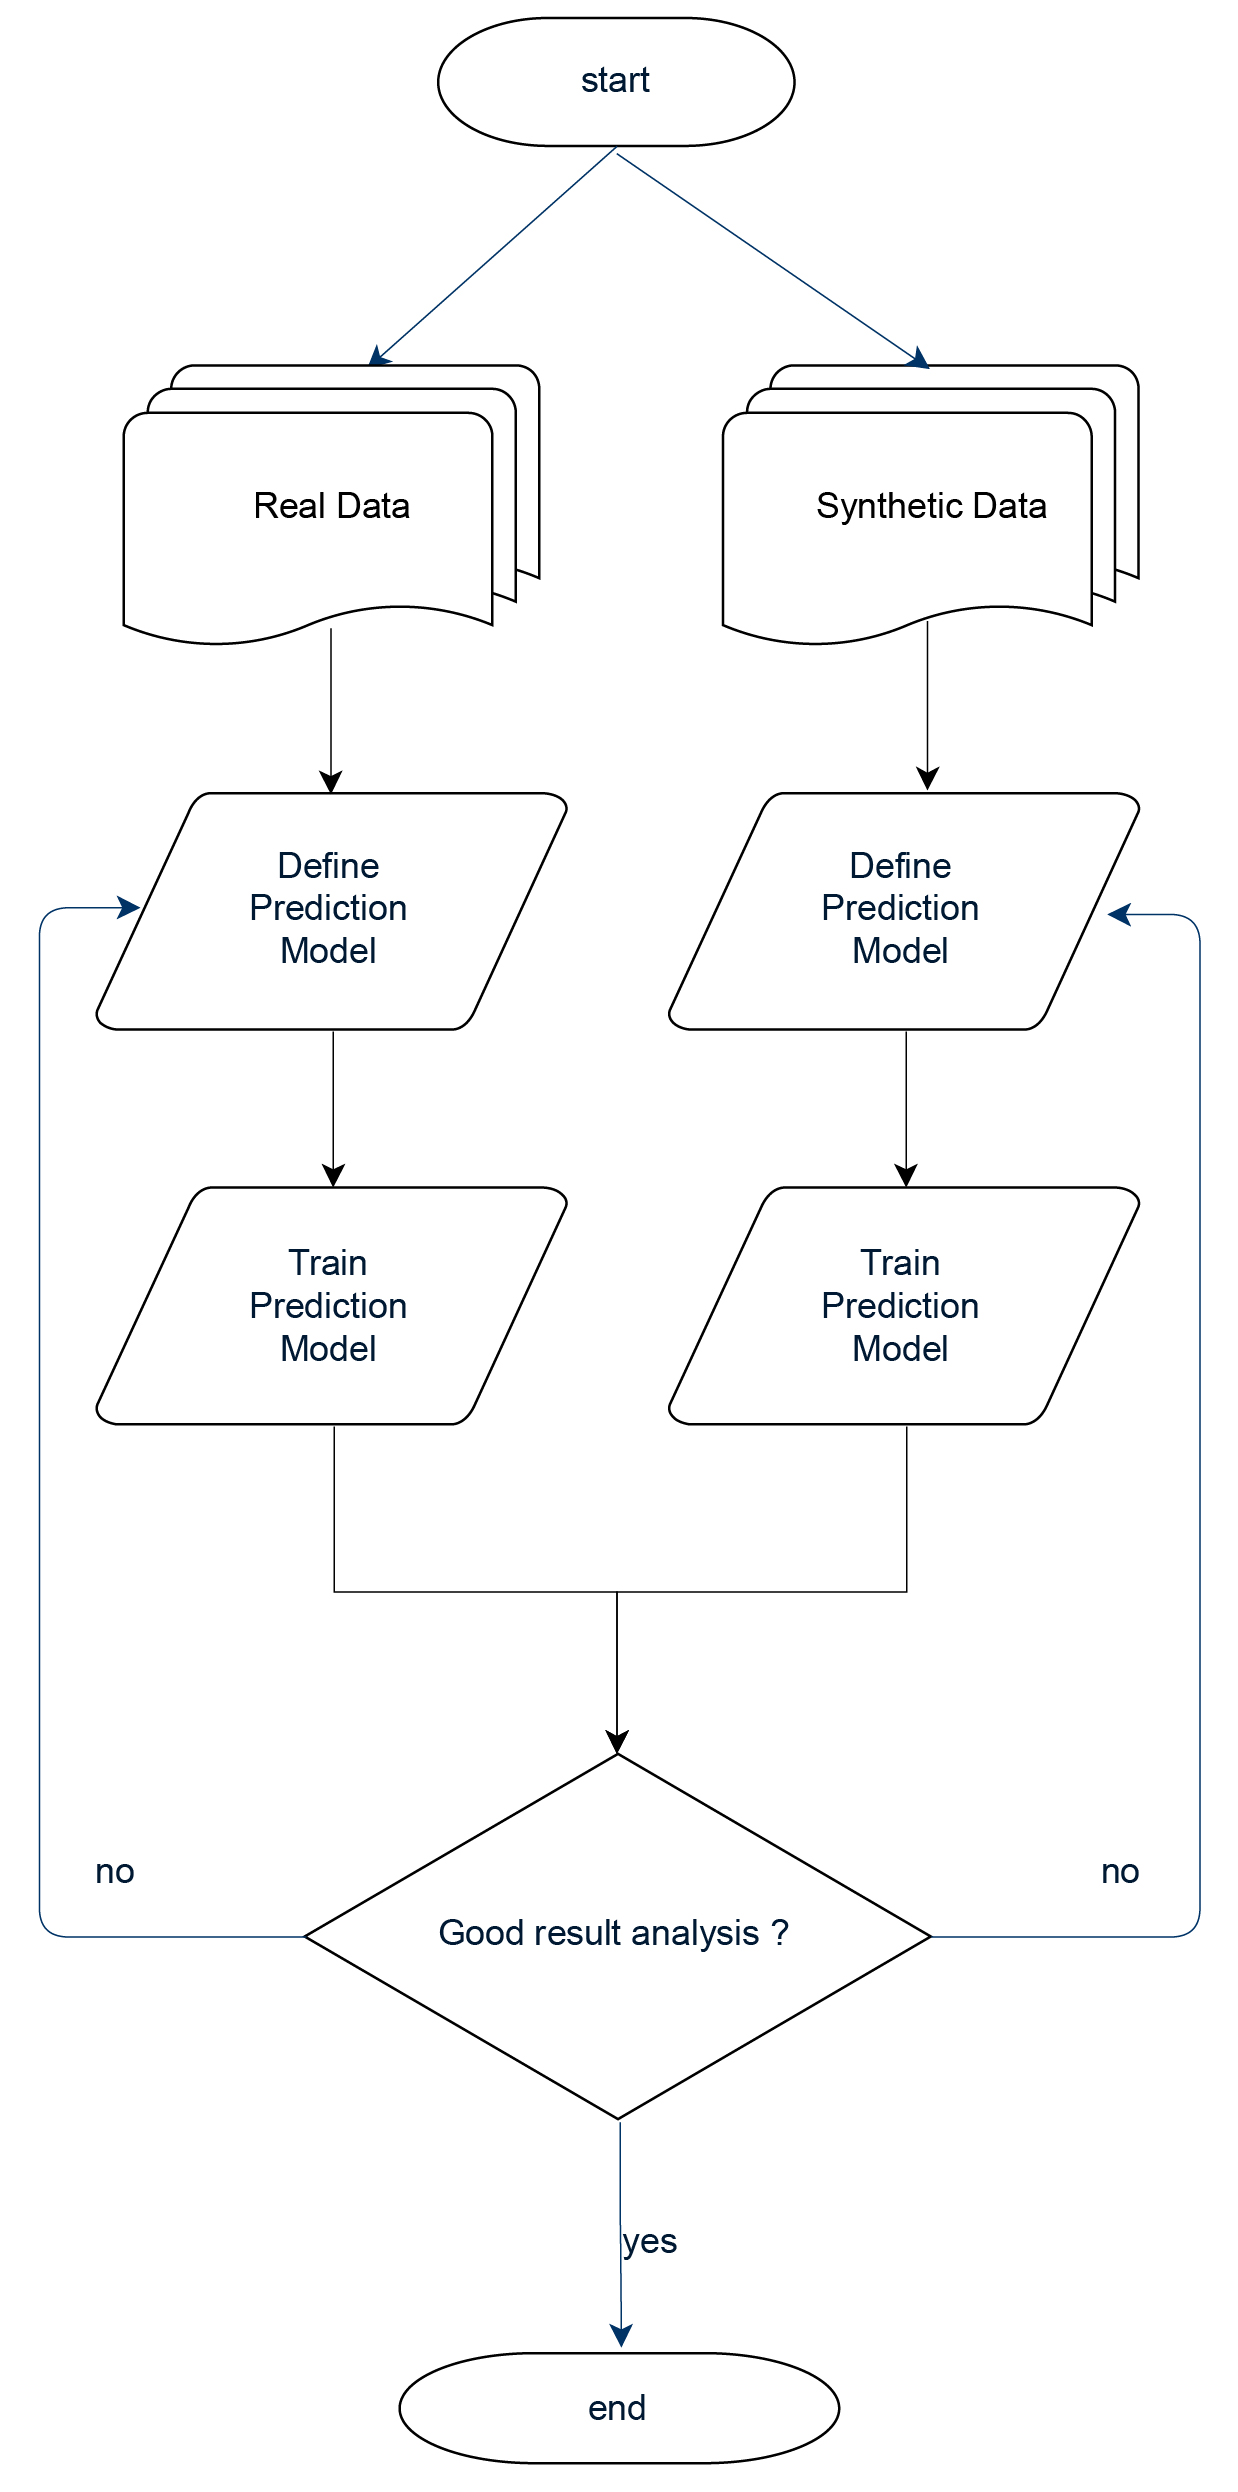 start
Real Data
Synthetic Data
Define
Prediction
Model
Define
Prediction
Model
Train
Prediction
Model
Train
Prediction
Model
no
no
Good result analysis ?
yes
end